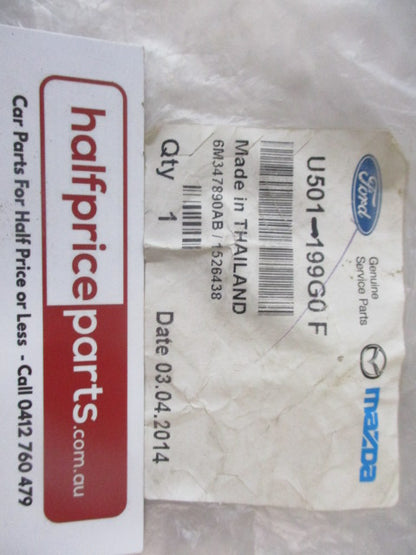 halfpriceparts.com.au
Car Parts For Half Price or Less - Call 0412 760 479
Ford
Genuine
Service Parts
mazda
U501-199G0 F
Made in THAILAND
6M347890AB / 1526438
Qty 1
Date 03.04.2014